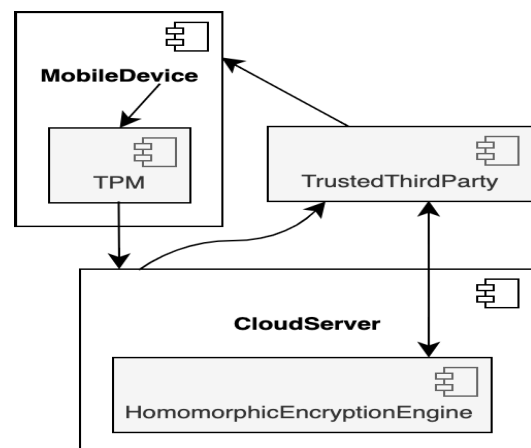 MobileDevice
TPM
TrustedThirdParty
CloudServer
HomomorphicEncryptionEngine